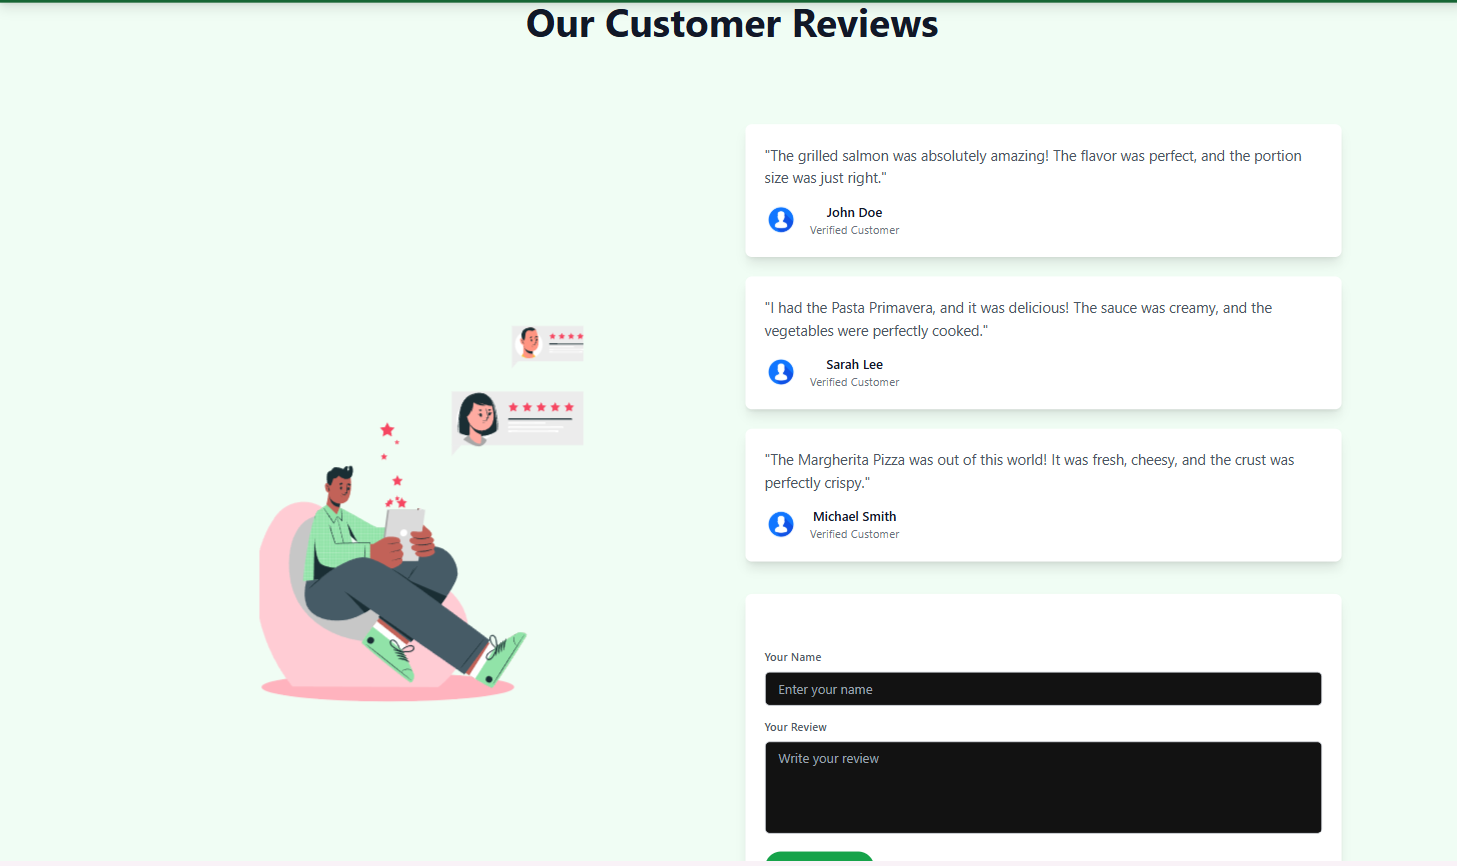 Our Customer Reviews
"The grilled salmon was absolutely amazing! The flavor was perfect, and the portion
size was just right."
John Doe
Verified Customer
"I had the Pasta Primavera, and it was delicious! The sauce was creamy, and the
vegetables were perfectly cooked."
Sarah Lee
Verified Customer
"The Margherita Pizza was out of this world! It was fresh, cheesy, and the crust was
perfectly crispy."
Michael Smith
Verified Customer
Your Name
Enter your name
Your Review
Write your review